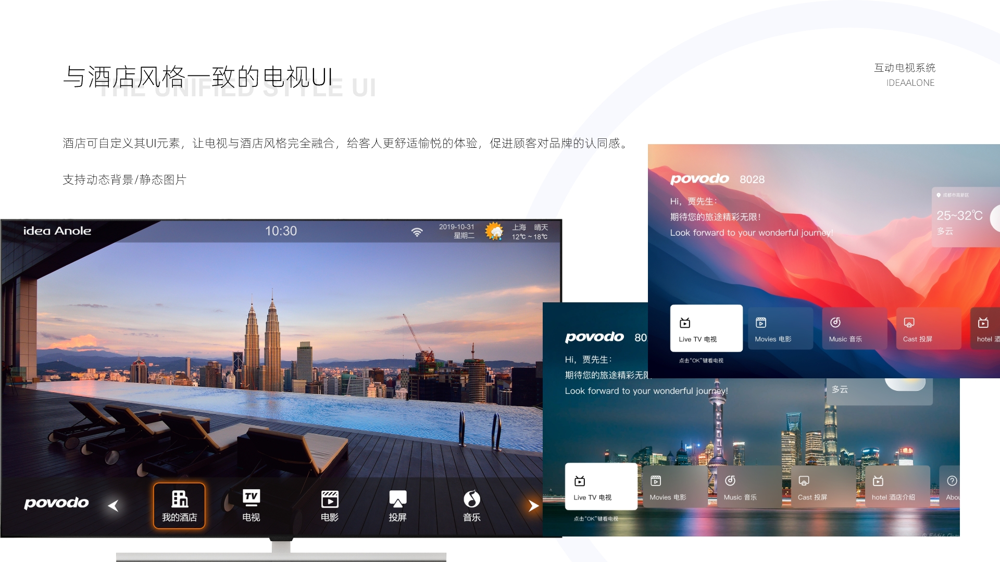 与酒店风格一致的电视UI
THE UNIFIED STYLE UI
互动电视系统
IDEAALONE
酒店可自定义其UI元素，让电视与酒店风格完全融合，给客人更舒适愉悦的体验，促进顾客对品牌的认同感。
支持动态背景/静态图片
idea Anole
10:30
2019-10-31
星期二
上海 晴天
12℃ ~ 18℃
povodo
我的酒店
电视
TV
电影
投屏
音乐
povodo 8028
Hi，贾先生：
期待您的旅途精彩无限！
Look forward to your wonderful journey!
成都市高新区
25~32℃
多云
Live TV 电视
Movies 电影
Music 音乐
Cast 投屏
hotel 酒
点击“OK”键看电视
povodo 80
Hi，贾先生：
期待您的旅途精彩无限
Look forward to your wonderful journey!
多云
Live TV 电视
Movies 电影
Music 音乐
Cast 投屏
hotel 酒店介绍
Abou
点击“OK”键看电视